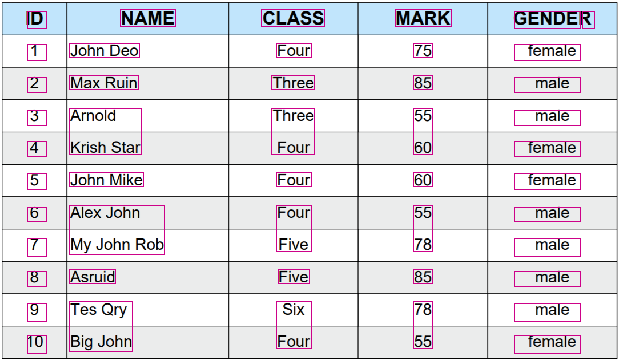 ID NAME CLASS MARK GENDER
1 John Deo Four 75 female
2 Max Ruin Three 85 male
3 Arnold Three 55 male
4 Krish Star Four 60 female
5 John Mike Four 60 female
6 Alex John Four 55 male
7 My John Rob Five 78 male
8 Asruid Five 85 male
9 Tes Qry Six 78 male
10 Big John Four 55 female